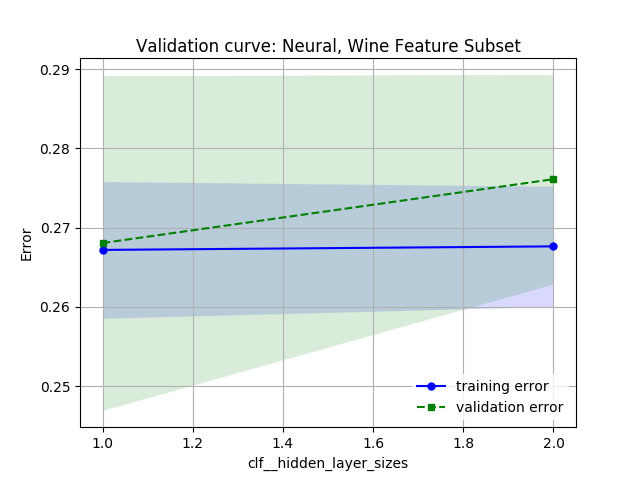 Validation curve: Neural, Wine Feature Subset
0.29
0.28
0.27
0.26
0.25
Error
training error
validation error
1.0 1.2 1.4 1.6 1.8 2.0
clf__hidden_layer_sizes